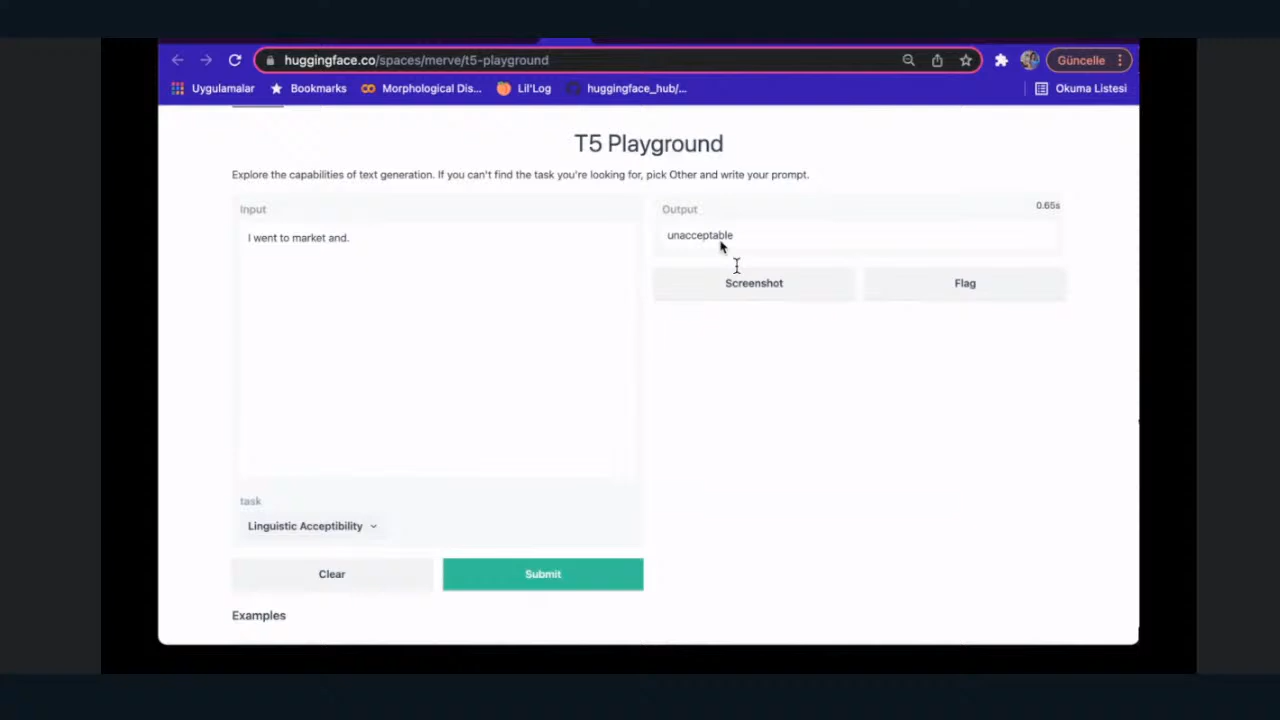 huggingface.co/spaces/merve/t5-playground
Güncelle
Uygulamalar
Bookmarks
Morphological Dis...
Lil'Log
huggingface_hub/...
Okuma Listesi
T5 Playground
Explore the capabilities of text generation. If you can't find the task you're looking for, pick Other and write your prompt.
Input
I went to market and.
task
Linguistic Acceptibility
Clear
Submit
Output
0.65s
unacceptable
Screenshot
Flag
Examples